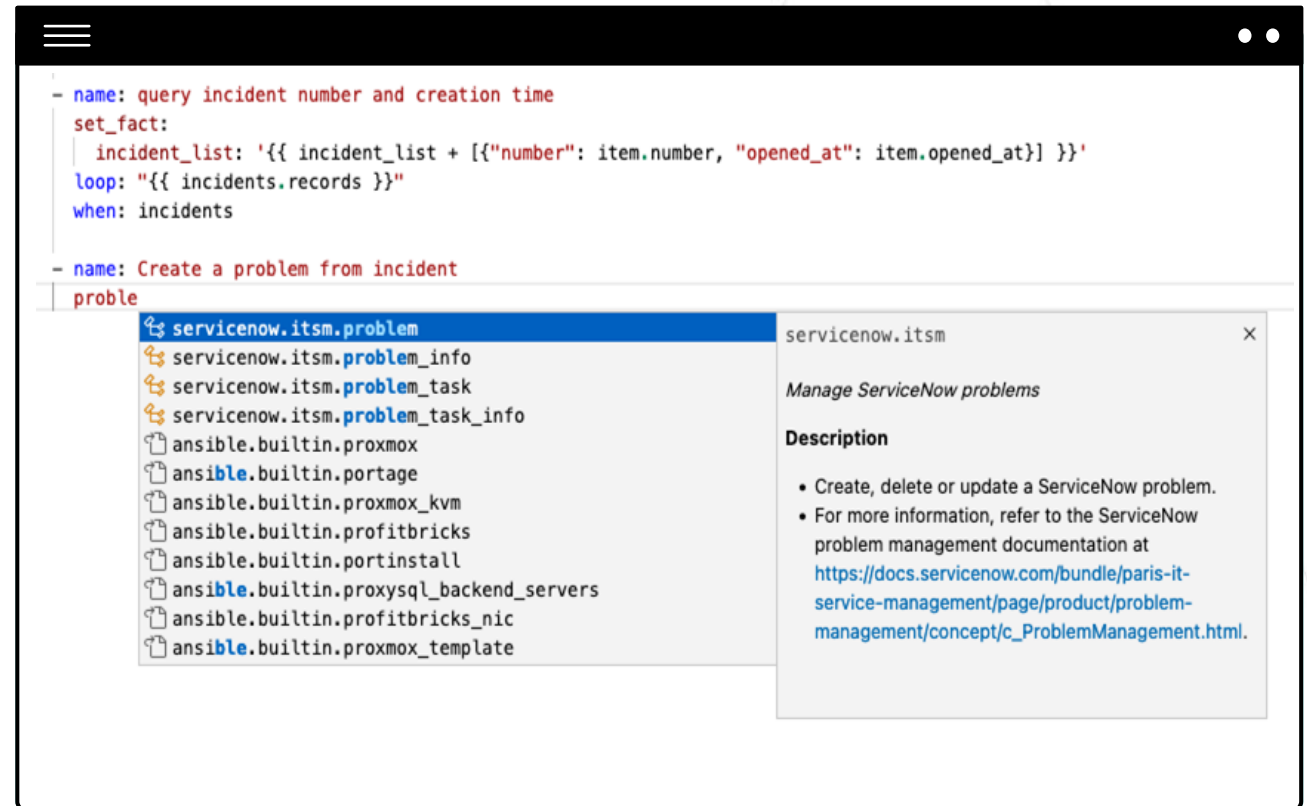 - name: query incident number and creation time
set_fact:
incident_list: '{{ incident_list + [{"number": item.number, "opened_at": item.opened_at}] }}'
loop: "{{ incidents.records }}"
when: incidents
- name: Create a problem from incident
proble
servicenow.itsm.problem
servicenow.itsm.problem_info
servicenow.itsm.problem_task
servicenow.itsm.problem_task_info
ansible.builtin.proxmox
ansible.builtin.portage
ansible.builtin.proxmox_kvm
ansible.builtin.profitbricks
ansible.builtin.portinstall
ansible.builtin.proxysql_backend_servers
ansible.builtin.profitbricks_nic
ansible.builtin.proxmox_template
servicenow.itsm
Manage ServiceNow problems
Description
• Create, delete or update a ServiceNow problem.
• For more information, refer to the ServiceNow
problem management documentation at
https://docs.servicenow.com/bundle/paris-it-
service-management/page/product/problem-
management/concept/c_ProblemManagement.html.